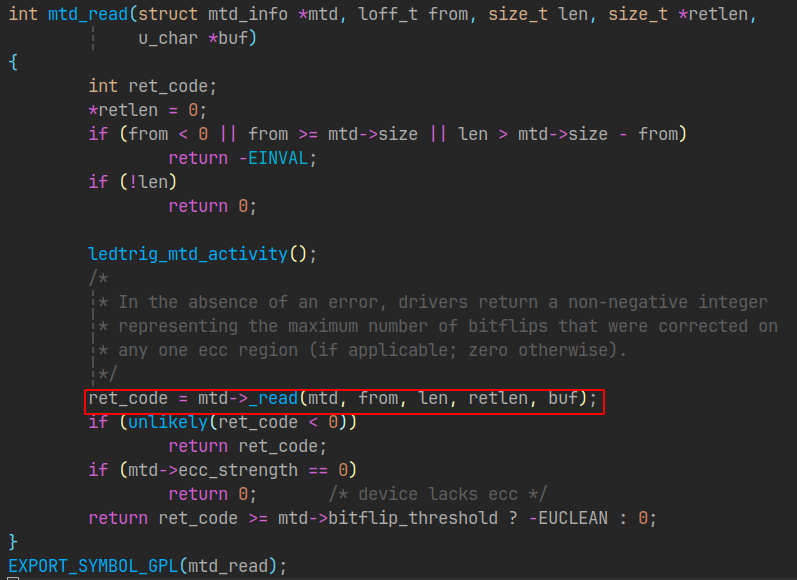 int mtd_read(struct mtd_info *mtd, loff_t from, size_t len, size_t *retlen,
             u_char *buf)
{
        int ret_code;
        *retlen = 0;
        if (from < 0 || from >= mtd->size || len > mtd->size - from)
                return -EINVAL;
        if (!len)
                return 0;

        ledtrig_mtd_activity();
        /*
         * In the absence of an error, drivers return a non-negative integer
         * representing the maximum number of bitflips that were corrected on
         * any one ecc region (if applicable; zero otherwise).
         */
        ret_code = mtd->_read(mtd, from, len, retlen, buf);
        if (unlikely(ret_code < 0))
                return ret_code;
        if (mtd->ecc_strength == 0)
                return 0;       /* device lacks ecc */
        return ret_code >= mtd->bitflip_threshold ? -EUCLEAN : 0;
}
EXPORT_SYMBOL_GPL(mtd_read);